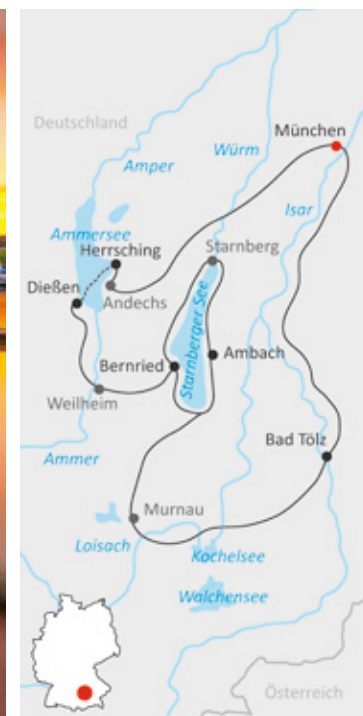 Deutschland
München
Würm
Amper
Isar
Ammersee
Herrsching
Starnberg
Dießen
Andechs
Starnberger See
Bernried
Ambach
Weilheim
Bad Tölz
Ammer
Murnau
Loisach
Kochelsee
Walchensee
Österreich